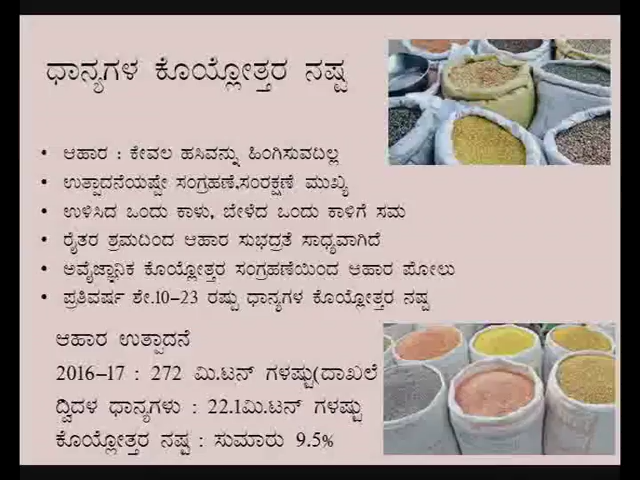 ಧಾನ್ಯಗಳ ಕೊಯ್ಲೋತ್ತರ ನಷ್ಟ
• ಆಹಾರ : ಕೇವಲ ಹಸಿವನ್ನು ಹಿಂಗಿಸುವದಿಲ್ಲ
• ಉತ್ಪಾದನೆಯಷ್ಟೇ ಸಂಗ್ರಹಣೆ,ಸಂರಕ್ಷಣೆ ಮುಖ್ಯ
• ಉಳಿಸಿದ ಒಂದು ಕಾಳು, ಬೇಳೆದ ಒಂದು ಕಾಳಿಗೆ ಸಮ
• ರೈತರ ಶ್ರಮದಿಂದ ಆಹಾರ ಸುಭದ್ರತೆ ಸಾಧ್ಯವಾಗಿದೆ
• ಅವೈಜ್ಞಾನಿಕ ಕೊಯ್ಲೋತ್ತರ ಸಂಗ್ರಹಣೆಯಿಂದ ಆಹಾರ ಪೋಲು
• ಪ್ರತಿವರ್ಷ ಶೇ.10-23 ರಷ್ಟು ಧಾನ್ಯಗಳ ಕೊಯ್ಲೋತ್ತರ ನಷ್ಟ
ಆಹಾರ ಉತ್ಪಾದನೆ
2016-17 : 272 ಮಿ.ಟನ್ ಗಳಷ್ಟು(ದಾಖಲೆ
ದ್ವಿದಳ ಧಾನ್ಯಗಳು : 22.1ಮಿ.ಟನ್ ಗಳಷ್ಟು
ಕೊಯ್ಲೋತ್ತರ ನಷ್ಟ : ಸುಮಾರು 9.5%